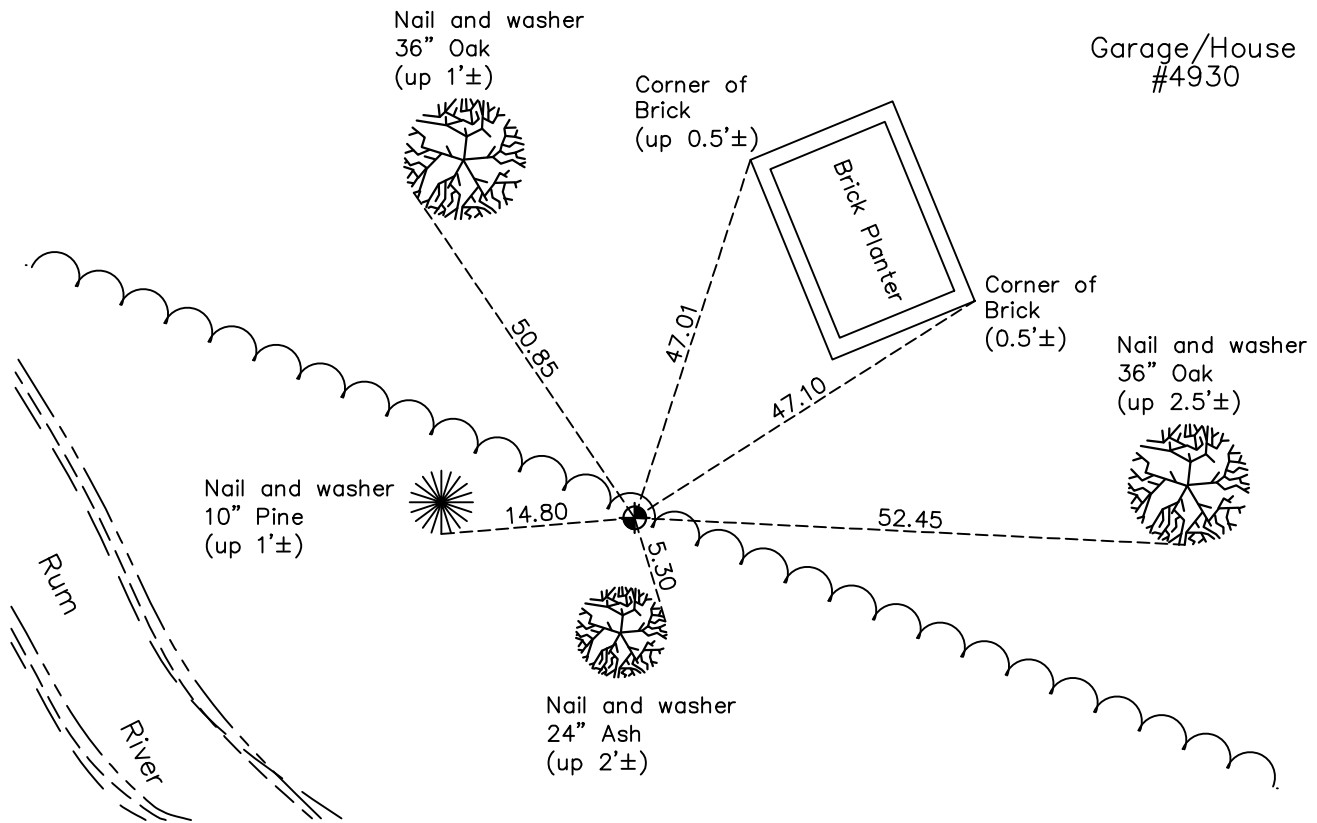 Nail and washer
36” Oak
(up 1’±)
Garage/House
#4930
Corner of
Brick
(up 0.5’±)
Brick Planter
Corner of
Brick
(0.5’±)
Nail and washer
36” Oak
(up 2.5’±)
50.85
47.01
47.10
Nail and washer
10” Pine
(up 1’±)
14.80
52.45
5.30
Rum
River
Nail and washer
24” Ash
(up 2’±)